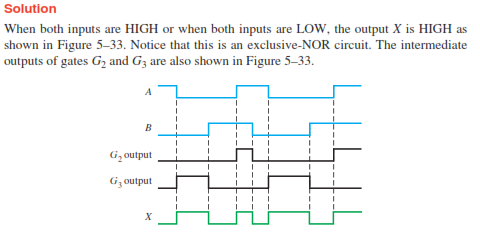 Solution
When both inputs are HIGH or when both inputs are LOW, the output X is HIGH as
shown in Figure 5–33. Notice that this is an exclusive-NOR circuit. The intermediate
outputs of gates G₂ and G₃ are also shown in Figure 5–33.
A
B
G₂ output
G₃ output
X